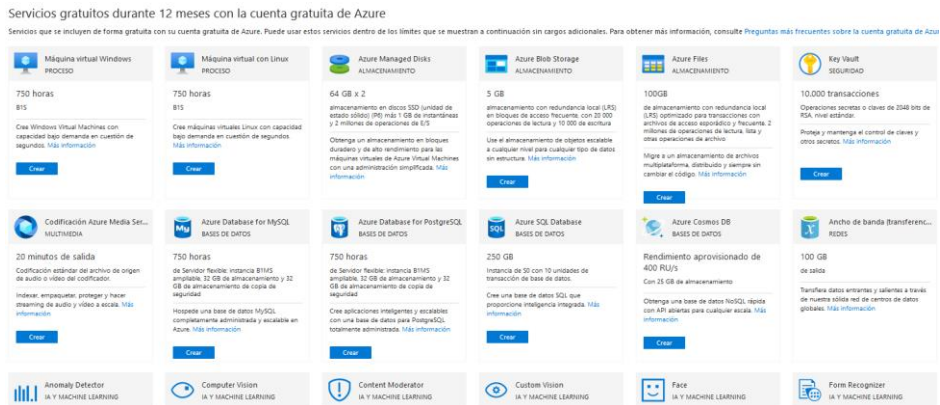 Servicios gratuitos durante 12 meses con la cuenta gratuita de Azure
Servicios que se incluyen de forma gratuita con su cuenta gratuita de Azure. Puede usar estos servicios dentro de los límites que se muestran a continuación sin cargos adicionales. Para obtener más información, consulte Preguntas más frecuentes sobre la cuenta gratuita de Azur
Máquina virtual Windows
PROCESO
750 horas
B1S
Cree Windows Virtual Machines con
capacidad bajo demanda en cuestión de
segundos. Más información
Crear
Máquina virtual con Linux
PROCESO
750 horas
B1S
Cree máquinas virtuales Linux con capacidad
bajo demanda en cuestión de segundos.
Más información
Crear
Azure Managed Disks
ALMACENAMIENTO
64 GB x 2
almacenamiento en discos SSD (unidad de
estado sólido) (P6) más 1 GB de instantáneas
y 2 millones de operaciones de E/S
Obtenga un almacenamiento en bloques
duradero y de alto rendimiento para las
máquinas virtuales de Azure Virtual Machines
con una administración simplificada. Más
información
Crear
Azure Blob Storage
ALMACENAMIENTO
5 GB
almacenamiento con redundancia local (LRS)
en bloques de acceso frecuente, con 20 000
operaciones de lectura y 10 000 de escritura
Use el almacenamiento de objetos escalable
a cualquier nivel para cualquier tipo de datos
sin estructura. Más información
Crear
Azure Files
ALMACENAMIENTO
100GB
de almacenamiento con redundancia local
(LRS) optimizado para transacciones con
archivos de acceso esporádico y frecuente, 2
millones de operaciones de lectura, lista y
otras operaciones de archivo
Migre a un almacenamiento de archivos
multiplataforma, distribuido y siempre sin
cambiar el código. Más información
Crear
Key Vault
SEGURIDAD
10.000 transacciones
Operaciones secretas o claves de 2048 bits de
RSA, nivel estándar.
Proteja y mantenga el control de claves y
otros secretos. Más información
Crear
Codificación Azure Media Ser...
MULTIMEDIA
20 minutos de salida
Codificación estándar del archivo de origen
de audio o vídeo del codificador.
Indexar, empaquetar, proteger y hacer
streaming de audio y vídeo a escala. Más
información
Crear
Azure Database for MySQL
BASES DE DATOS
750 horas
de Servidor flexible: instancia B1MS
ampliable, 32 GB de almacenamiento y 32
GB de almacenamiento de copia de
seguridad
Hospede una base de datos MySQL
completamente administrada y escalable en
Azure. Más información
Crear
Azure Database for PostgreSQL
BASES DE DATOS
750 horas
de Servidor flexible: instancia B1MS
ampliable, 32 GB de almacenamiento y 32
GB de almacenamiento de copia de
seguridad
Cree aplicaciones inteligentes y escalables
con una base de datos para PostgreSQL
totalmente administrada. Más información
Crear
Azure SQL Database
BASES DE DATOS
250 GB
Instancia de S0 con 10 unidades de
transacción de base de datos.
Cree una base de datos SQL que
proporcione inteligencia integrada. Más
información
Crear
Azure Cosmos DB
BASES DE DATOS
Rendimiento aprovisionado de
400 RU/s
Con 25 GB de almacenamiento
Obtenga una base de datos NoSQL rápida
con API abiertas para cualquier escala. Más
información
Crear
Ancho de banda (transferenc...
REDES
100 GB
de salida
Transfiera datos entrantes y salientes a través
de nuestra sólida red de centros de datos
globales. Más información
Anomaly Detector
IA Y MACHINE LEARNING
Computer Vision
IA Y MACHINE LEARNING
Content Moderator
IA Y MACHINE LEARNING
Custom Vision
IA Y MACHINE LEARNING
Face
IA Y MACHINE LEARNING
Form Recognizer
IA Y MACHINE LEARNING